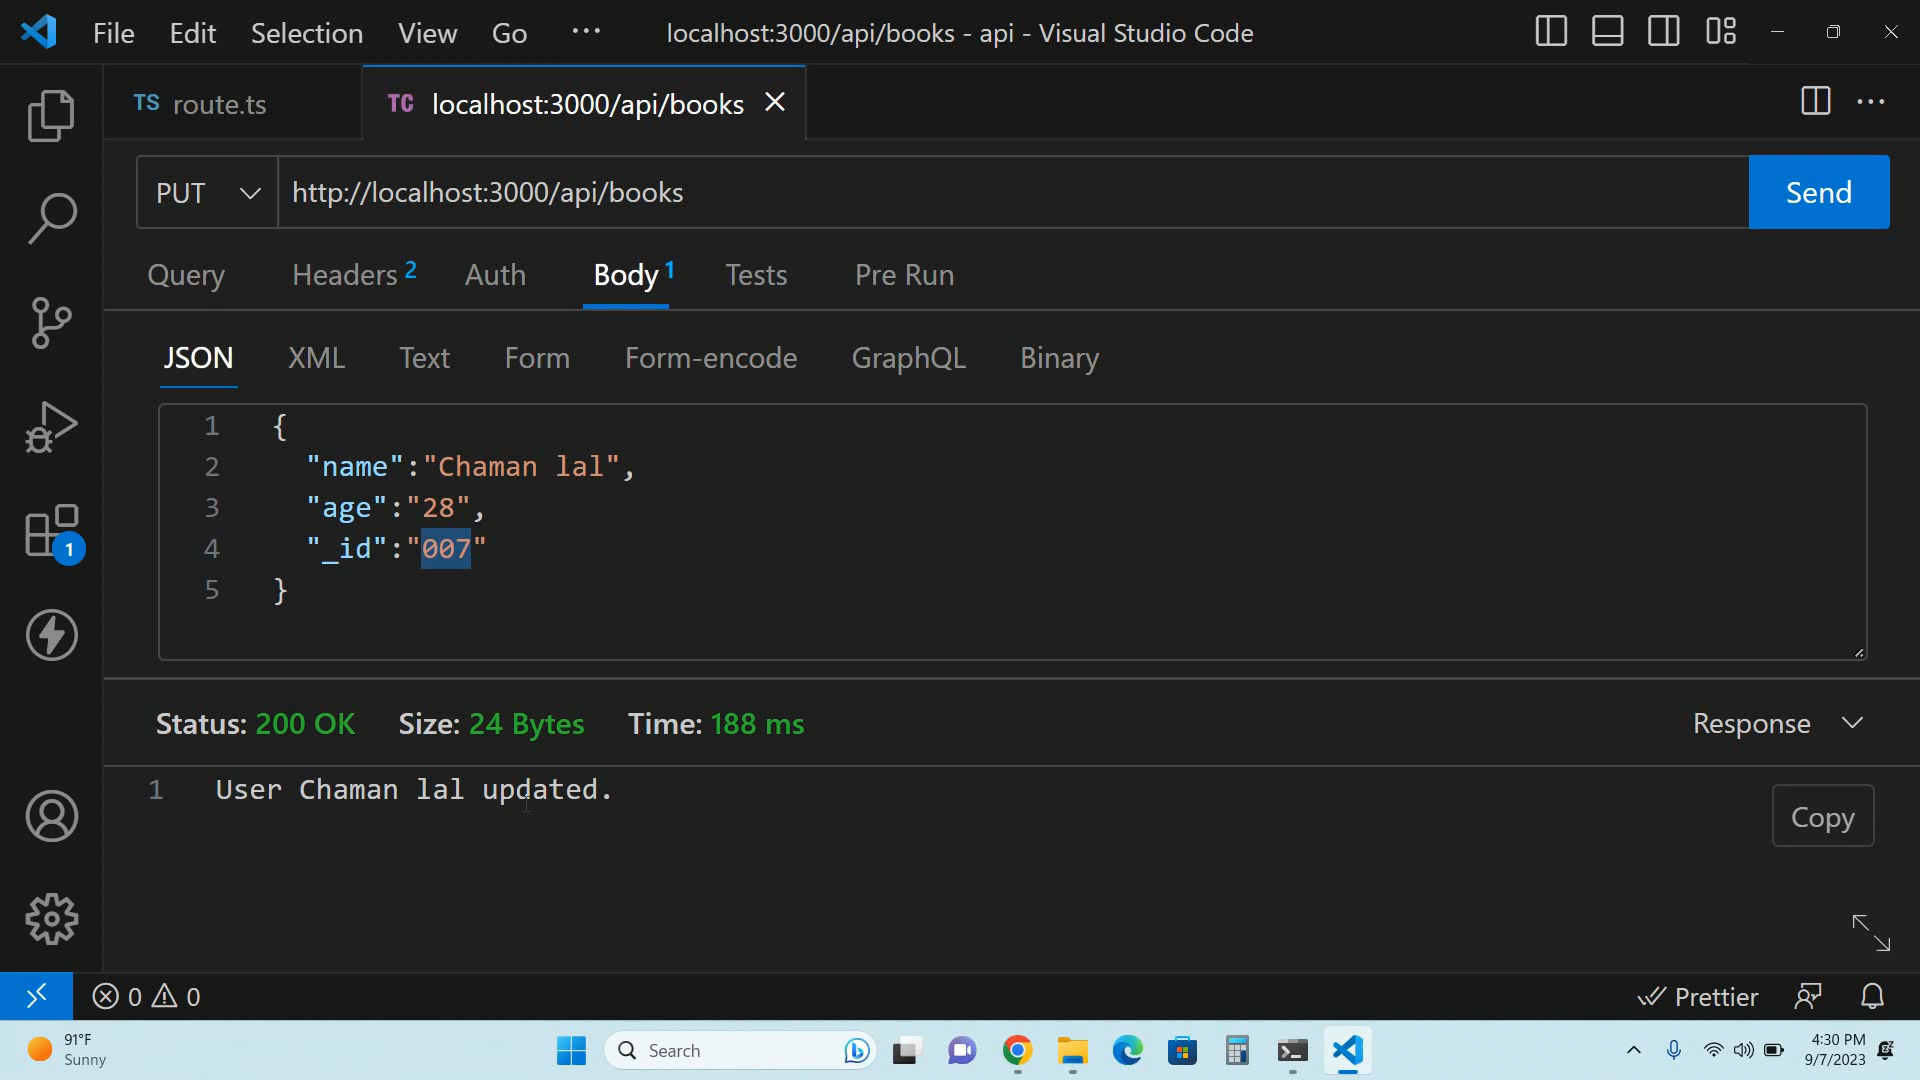 File Edit Selection View Go ··· localhost:3000/api/books - api - Visual Studio Code
TS route.ts TC localhost:3000/api/books
PUT http://localhost:3000/api/books Send
Query Headers 2 Auth Body 1 Tests Pre Run
JSON XML Text Form Form-encode GraphQL Binary
1 {
2 "name":"Chaman lal",
3 "age":"28",
4 "_id":"007"
5 }
1
Status: 200 OK Size: 24 Bytes Time: 188 ms Response
1 User Chaman lal updated.
Copy
0 0 Prettier
91°F
Sunny
Search
4:30 PM
9/7/2023